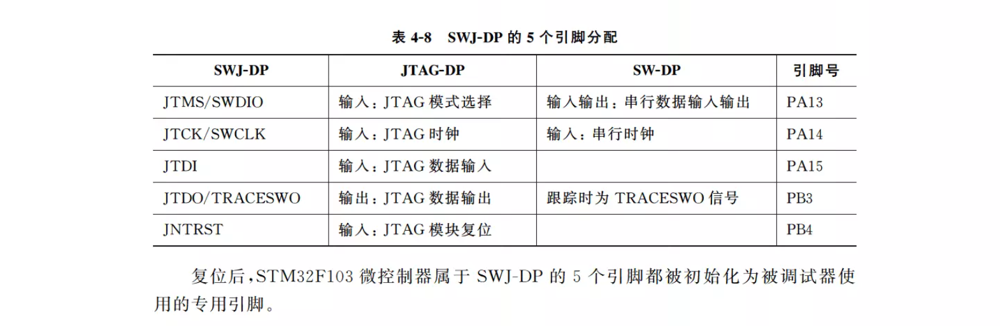 表 4-8 SWJ-DP 的 5 个引脚分配
SWJ-DP JTAG-DP SW-DP 引脚号
JTMS/SWDIO 输入：JTAG 模式选择 输入输出：串行数据输入输出 PA13
JTCK/SWCLK 输入：JTAG 时钟 输入：串行时钟 PA14
JTDI 输入：JTAG 数据输入 PA15
JTDO/TRACESWO 输出：JTAG 数据输出 跟踪时为 TRACESWO 信号 PB3
JNTRST 输入：JTAG 模块复位 PB4
复位后,STM32F103 微控制器属于 SWJ-DP 的 5 个引脚都被初始化为被调试器使
用的专用引脚。